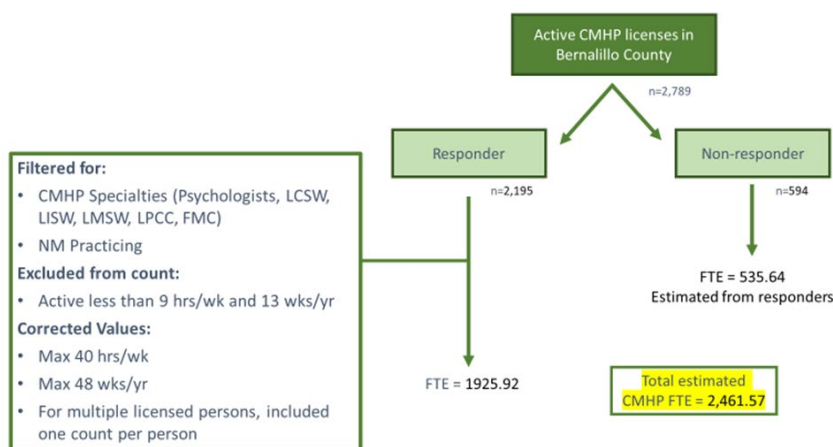 Active CMHP licenses in
Bernalillo County
n=2,789
Responder
Non-responder
n=2,195
n=594
Filtered for:
• CMHP Specialties (Psychologists, LCSW,
LISW, LMSW, LPCC, FMC)
• NM Practicing
Excluded from count:
• Active less than 9 hrs/wk and 13 wks/yr
Corrected Values:
• Max 40 hrs/wk
• Max 48 wks/yr
• For multiple licensed persons, included
one count per person
FTE = 535.64
Estimated from responders
FTE = 1925.92
Total estimated
CMHP FTE = 2,461.57